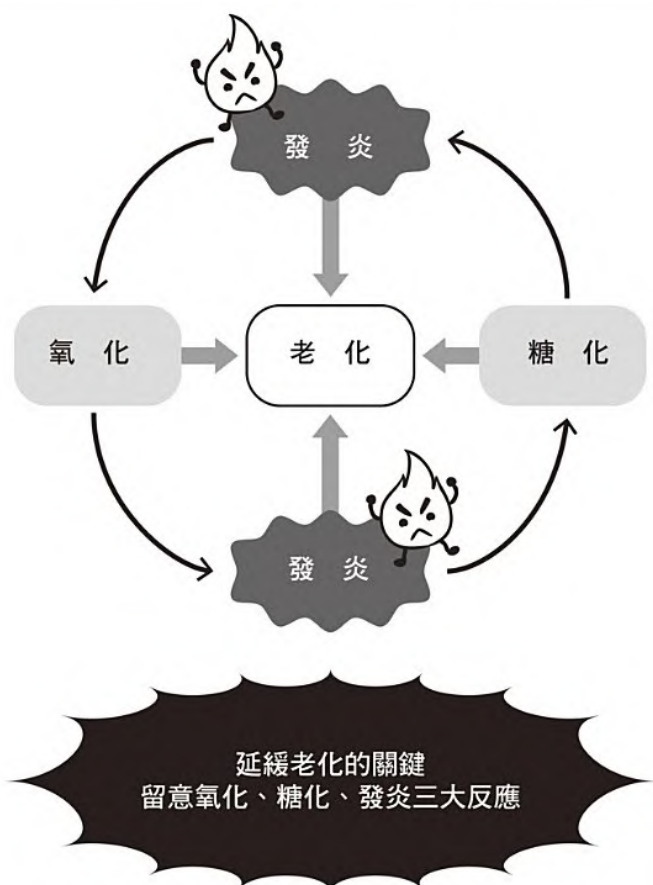 發 炎
氧 化
老 化
糖 化
發 炎
延緩老化的關鍵
留意氧化、糖化、發炎三大反應